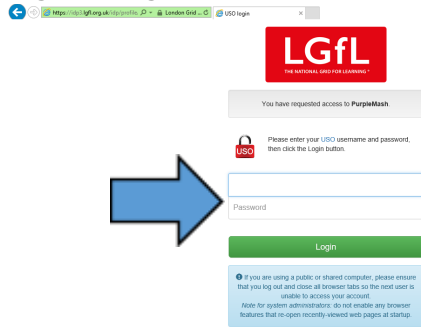 https://idp3.lgfl.org.uk/idp/profile, London Grid ... USO login
LGfL
THE NATIONAL GRID FOR LEARNING
You have requested access to PurpleMash.
Please enter your USO username and password,
then click the Login button.
USO
Password
Login
If you are using a public or shared computer, please ensure
that you log out and close all browser tabs so the next user is
unable to access your account.
Note for system administrators: do not enable any browser
features that re-open recently-viewed web pages at startup.